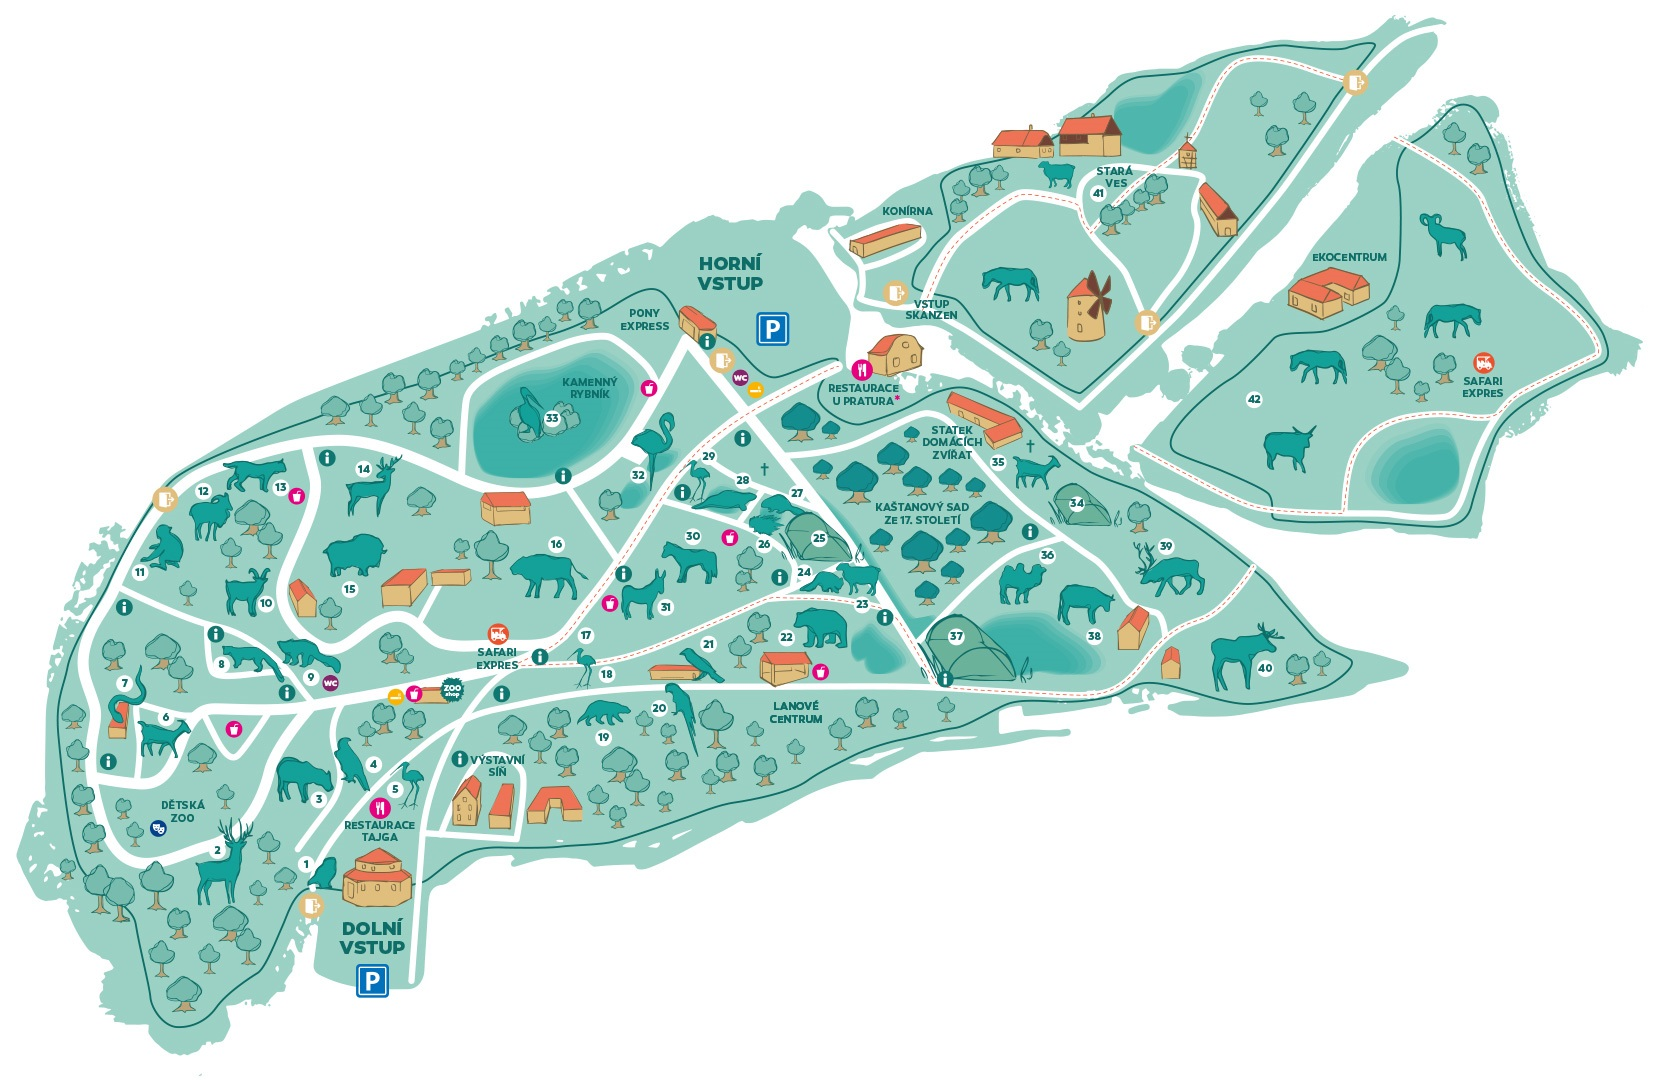 STARÁ
VES
41
KONÍRNA
HORNÍ
VSTUP
P
VSTUP
SKANZEN
EKOCENTRUM
PONY
EXPRESS
i
WC
SAFARI
EXPRES
42
KAMENNÝ
RYBNÍK
33
RESTAURACE
U PRATURA*
STATEK
DOMÁCÍCH
ZVÍŘAT
35
i
29
28
27
32
i
i
14
i
13
12
34
KAŠTANOVÝ SAD
ZE 17. STOLETÍ
i
30
26
25
16
36
39
11
15
10
i
24
i
31
23
i
i
17
22
21
37
38
40
i
8
9
WC
SAFARI
EXPRES
i
18
7
i
ZOO
shop
i
i
20
LANOVÉ
CENTRUM
6
19
i
4
5
3
i
VÝSTAVNÍ
SÍŇ
DĚTSKÁ
ZOO
RESTAURACE
TAJGA
2
1
DOLNÍ
VSTUP
P